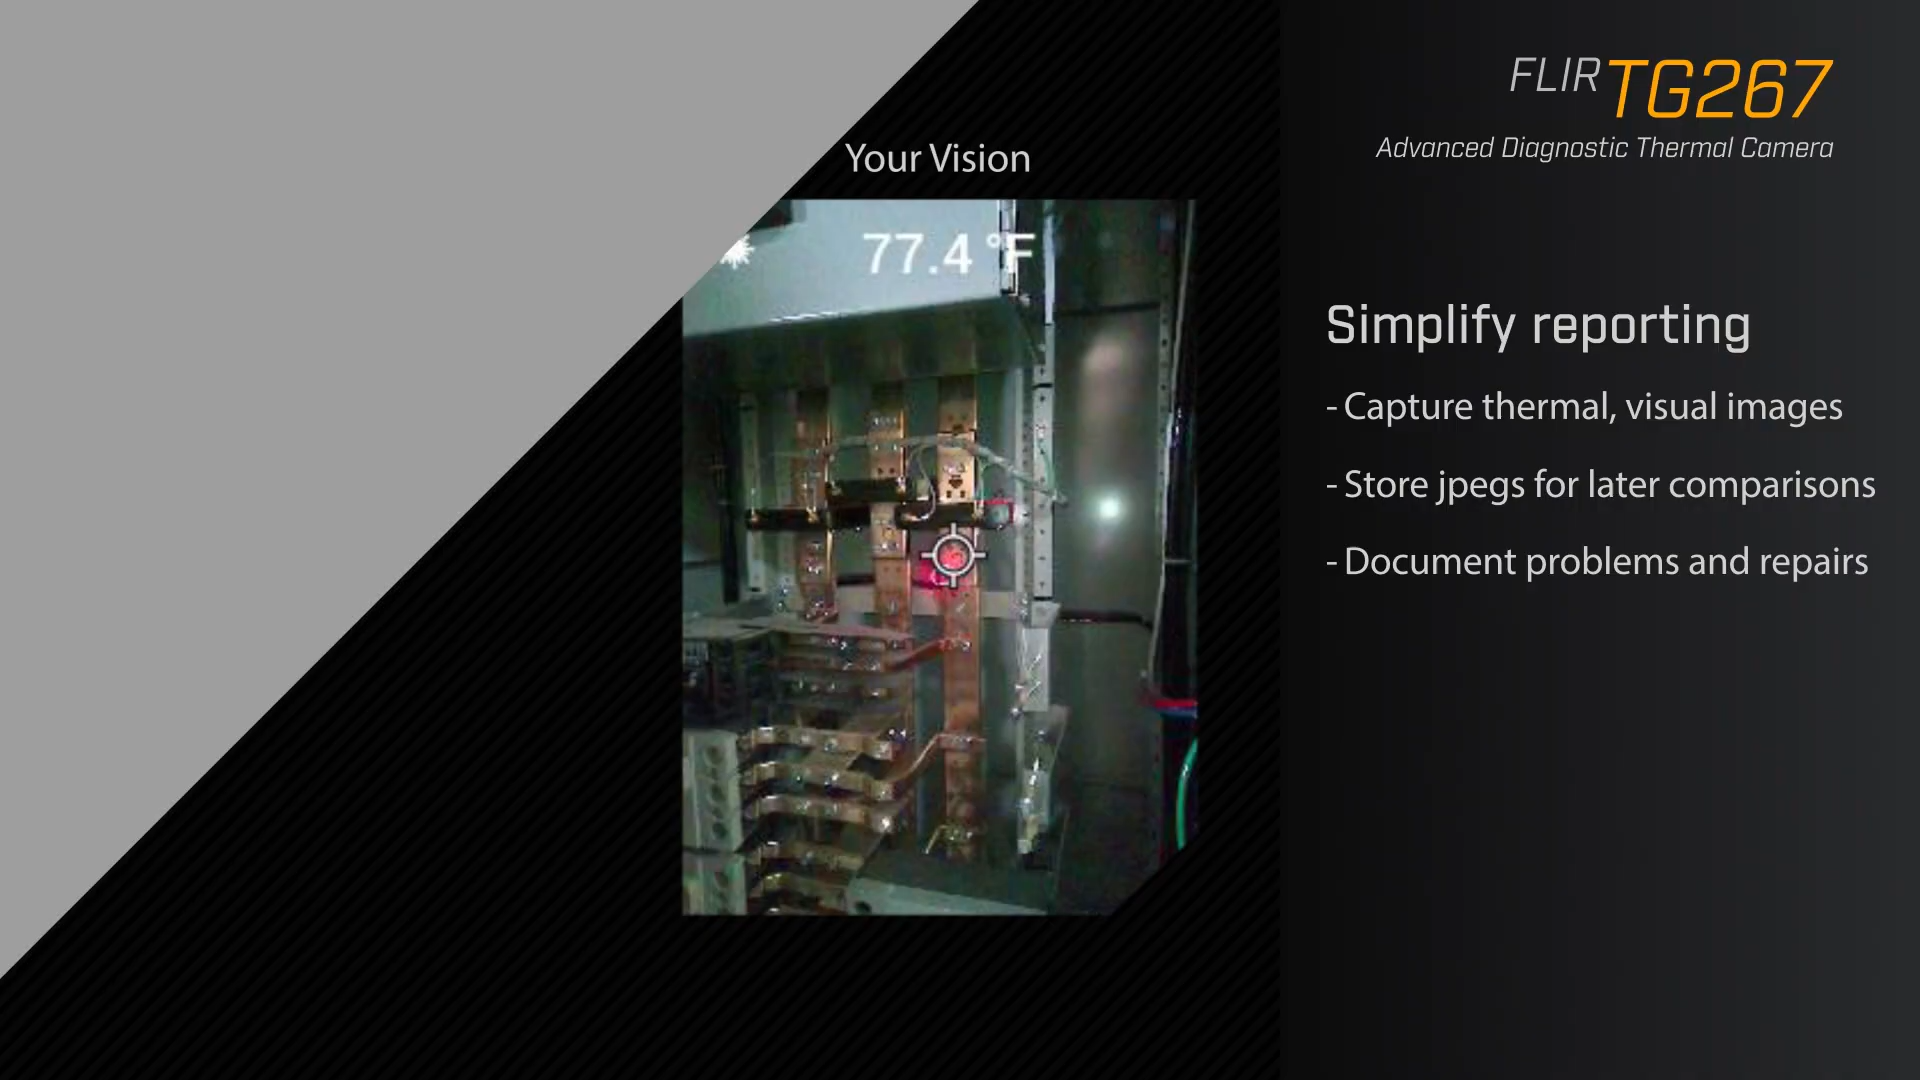 FLIR TG267
Advanced Diagnostic Thermal Camera
Your Vision
77.4 °F
Simplify reporting
- Capture thermal, visual images
- Store jpegs for later comparisons
- Document problems and repairs